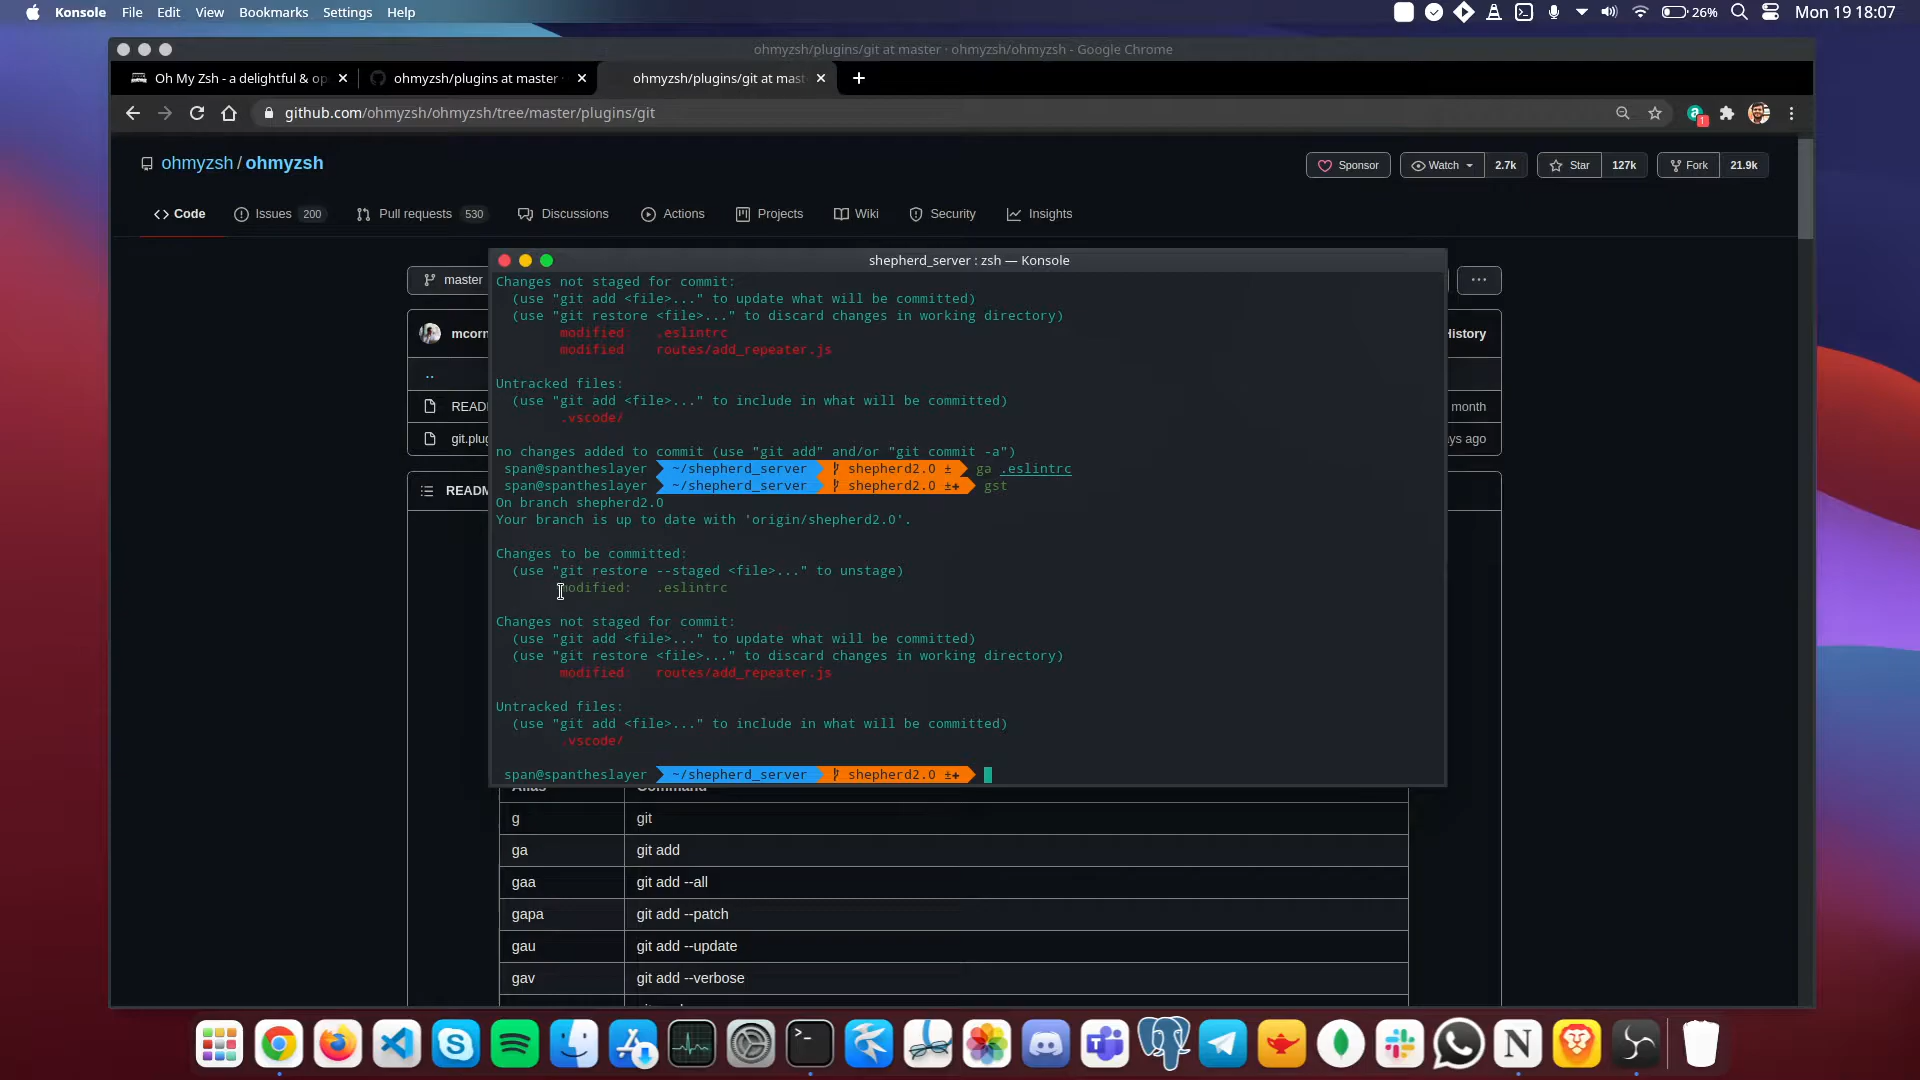 Konsole File Edit View Bookmarks Settings Help 26% Mon 19 18:07
ohmyzsh/plugins/git at master · ohmyzsh/ohmyzsh - Google Chrome
Oh My Zsh - a delightful & op ohmyzsh/plugins at master · ohmyzsh/plugins/git at mast
github.com/ohmyzsh/ohmyzsh/tree/master/plugins/git 1
ohmyzsh / ohmyzsh Sponsor Watch 2.7k Star 127k Fork 21.9k
Code Issues 200 Pull requests 530 Discussions Actions Projects Wiki Security Insights
shepherd_server : zsh — Konsole
master
mcorn
History
..
READ
month
git.plug
ys ago
README
Changes not staged for commit:
(use "git add <file>..." to update what will be committed)
(use "git restore <file>..." to discard changes in working directory)
modified: .eslintrc
modified: routes/add_repeater.js
Untracked files:
(use "git add <file>..." to include in what will be committed)
.vscode/
no changes added to commit (use "git add" and/or "git commit -a")
span@spantheslayer ~/shepherd_server shepherd2.0 ± ga .eslintrc
span@spantheslayer ~/shepherd_server shepherd2.0 ±✚ gst
On branch shepherd2.0
Your branch is up to date with 'origin/shepherd2.0'.
Changes to be committed:
(use "git restore --staged <file>..." to unstage)
modified: .eslintrc
Changes not staged for commit:
(use "git add <file>..." to update what will be committed)
(use "git restore <file>..." to discard changes in working directory)
modified: routes/add_repeater.js
Untracked files:
(use "git add <file>..." to include in what will be committed)
.vscode/
span@spantheslayer ~/shepherd_server shepherd2.0 ±✚
Alias Command
g git
ga git add
gaa git add --all
gapa git add --patch
gau git add --update
gav git add --verbose